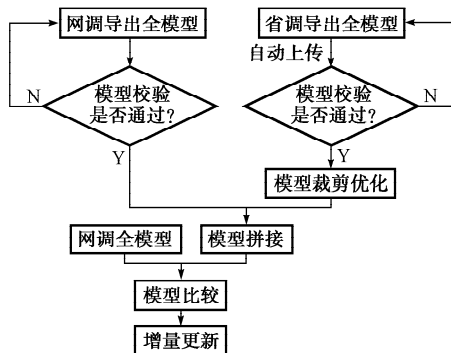 网调导出全模型
省调导出全模型
自动上传
N
模型校验
是否通过?
模型校验
是否通过?
N
Y
Y
模型裁剪优化
网调全模型
模型拼接
模型比较
增量更新